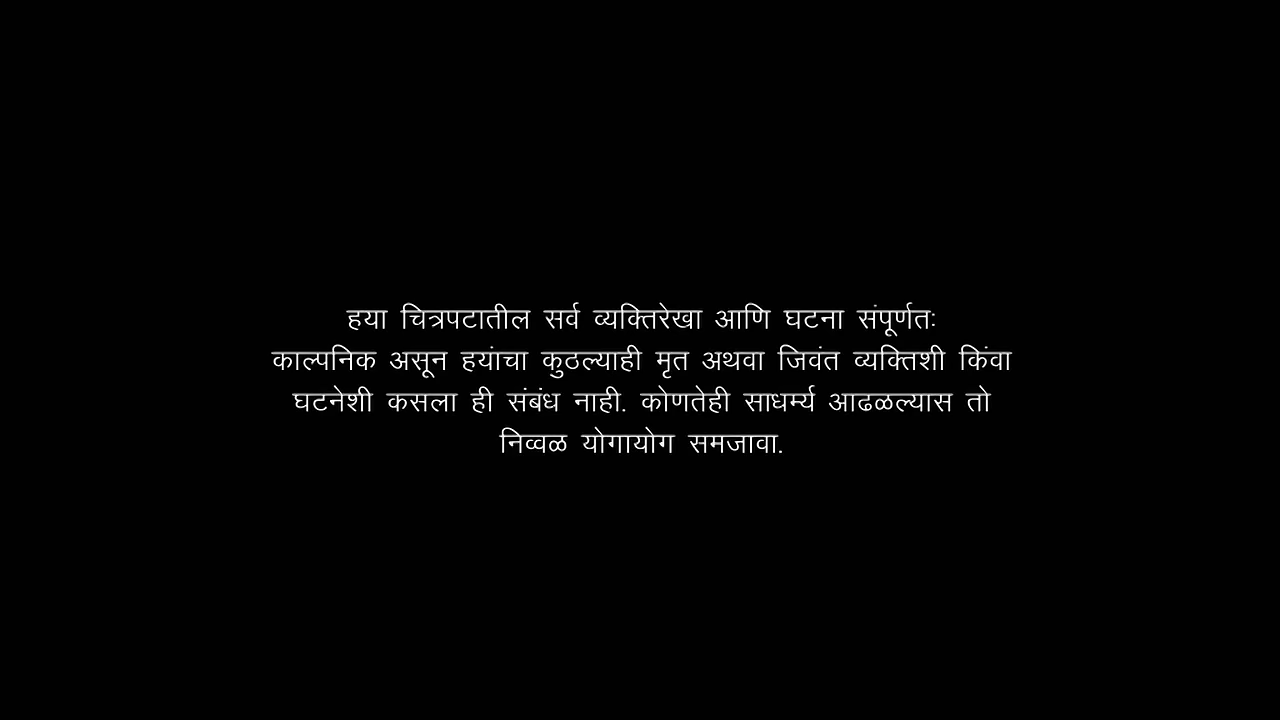 हया चित्रपटातील सर्व व्यक्तिरेखा आणि घटना संपूर्णतः
काल्पनिक असून हयांचा कुठल्याही मृत अथवा जिवंत व्यक्तिशी किंवा
घटनेशी कसला ही संबंध नाही. कोणतेही साधर्म्य आढळल्यास तो
निव्वळ योगायोग समजावा.